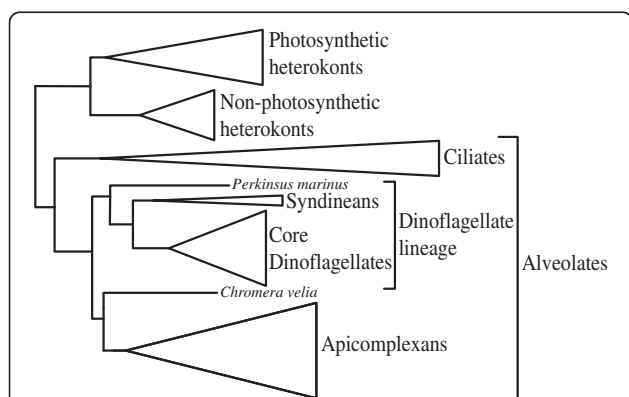 Photosynthetic
heterokonts
Non-photosynthetic
heterokonts
Ciliates
Perkinsus marinus
Syndineans
Core
Dinoflagellates
Dinoflagellate
lineage
Alveolates
Chromera velia
Apicomplexans